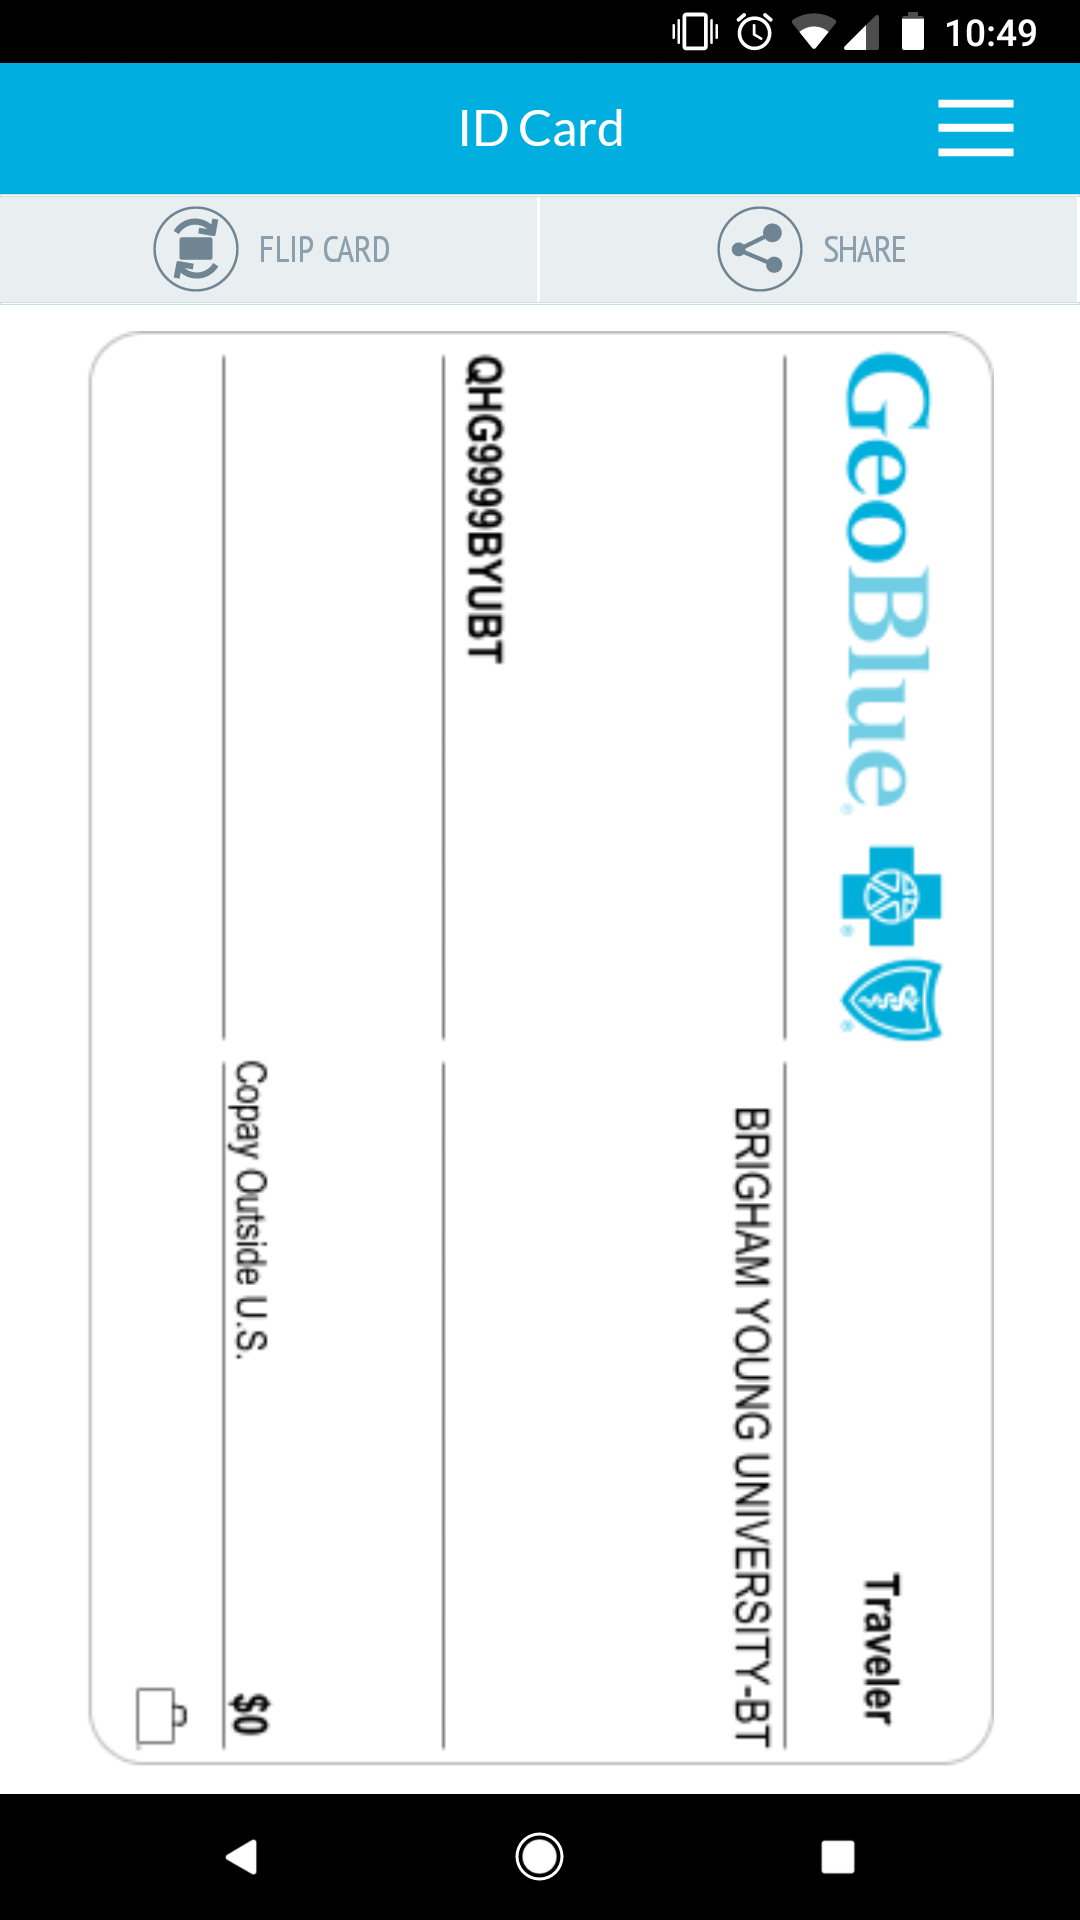 10:49
ID Card
FLIP CARD
SHARE
GeoBlue®
Traveler
BRIGHAM YOUNG UNIVERSITY-BT
QHG9999BYUBT
Copay Outside U.S. $0